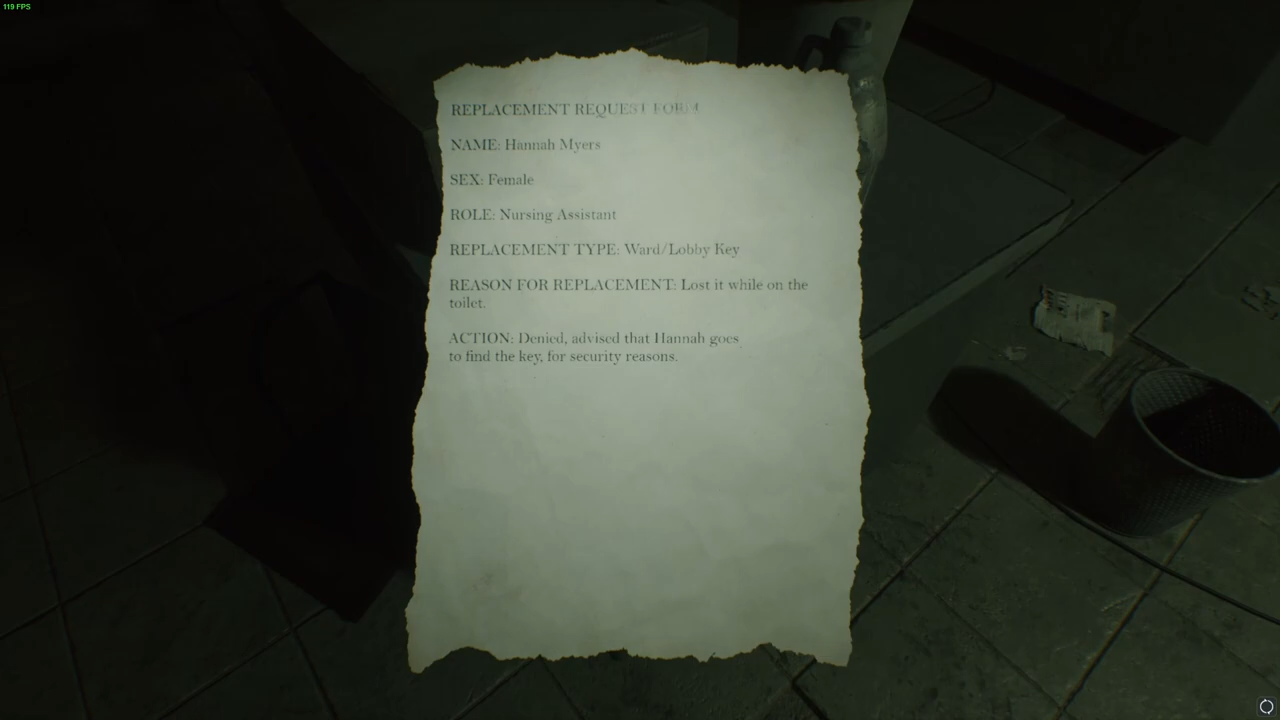 119 FPS
REPLACEMENT REQUEST FORM
NAME: Hannah Myers
SEX: Female
ROLE: Nursing Assistant
REPLACEMENT TYPE: Ward/Lobby Key
REASON FOR REPLACEMENT: Lost it while on the
toilet.
ACTION: Denied, advised that Hannah goes
to find the key, for security reasons.